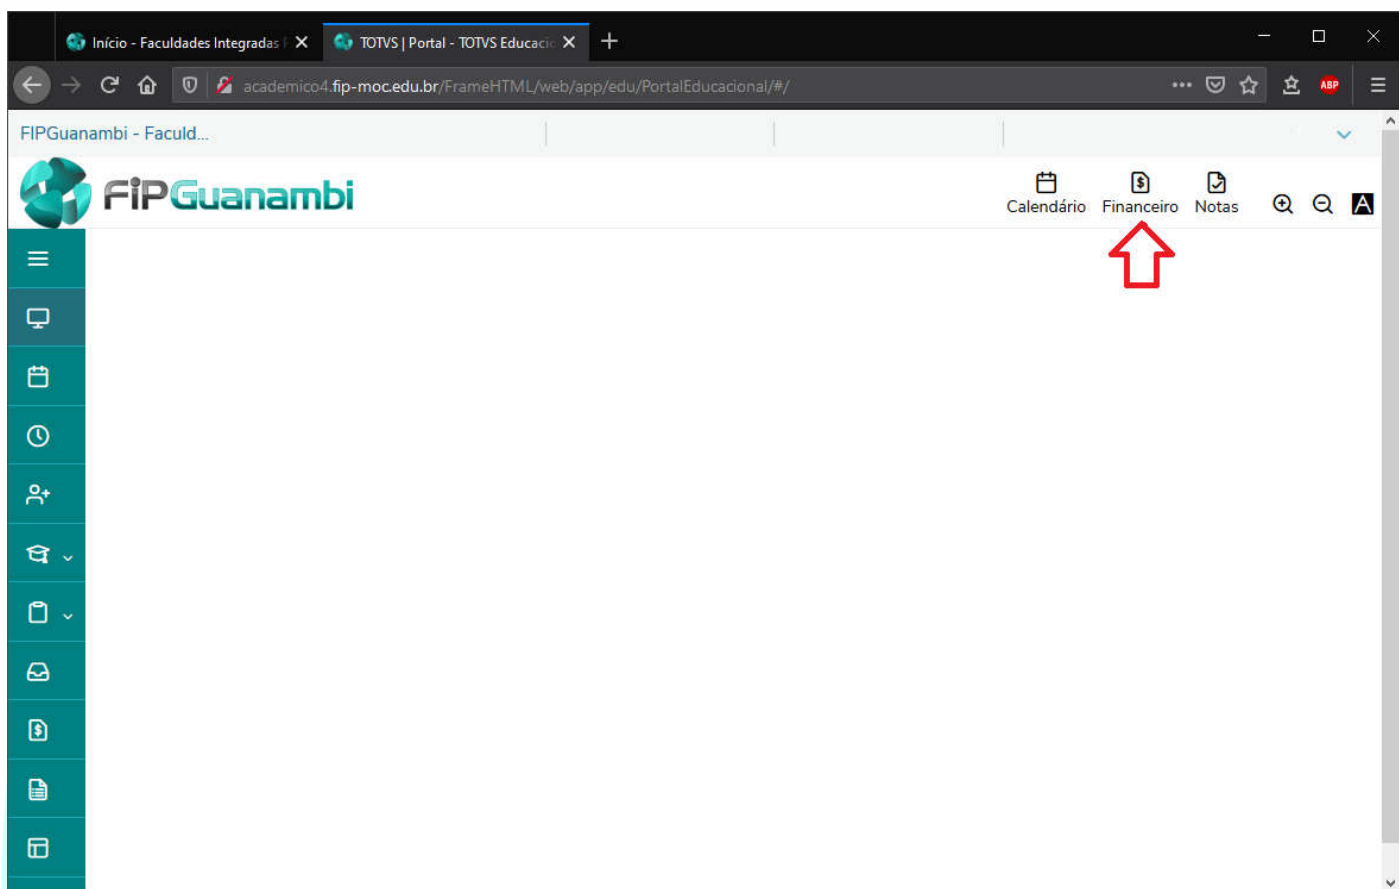 Início - Faculdades Integradas
TOTVS | Portal - TOTVS Educacio
academico4.fip-moc.edu.br/FrameHTML/web/app/edu/PortalEducacional/#/
ABP
FIPGuanambi - Faculd...
FiPGuanambi
Calendário
Financeiro
Notas
A